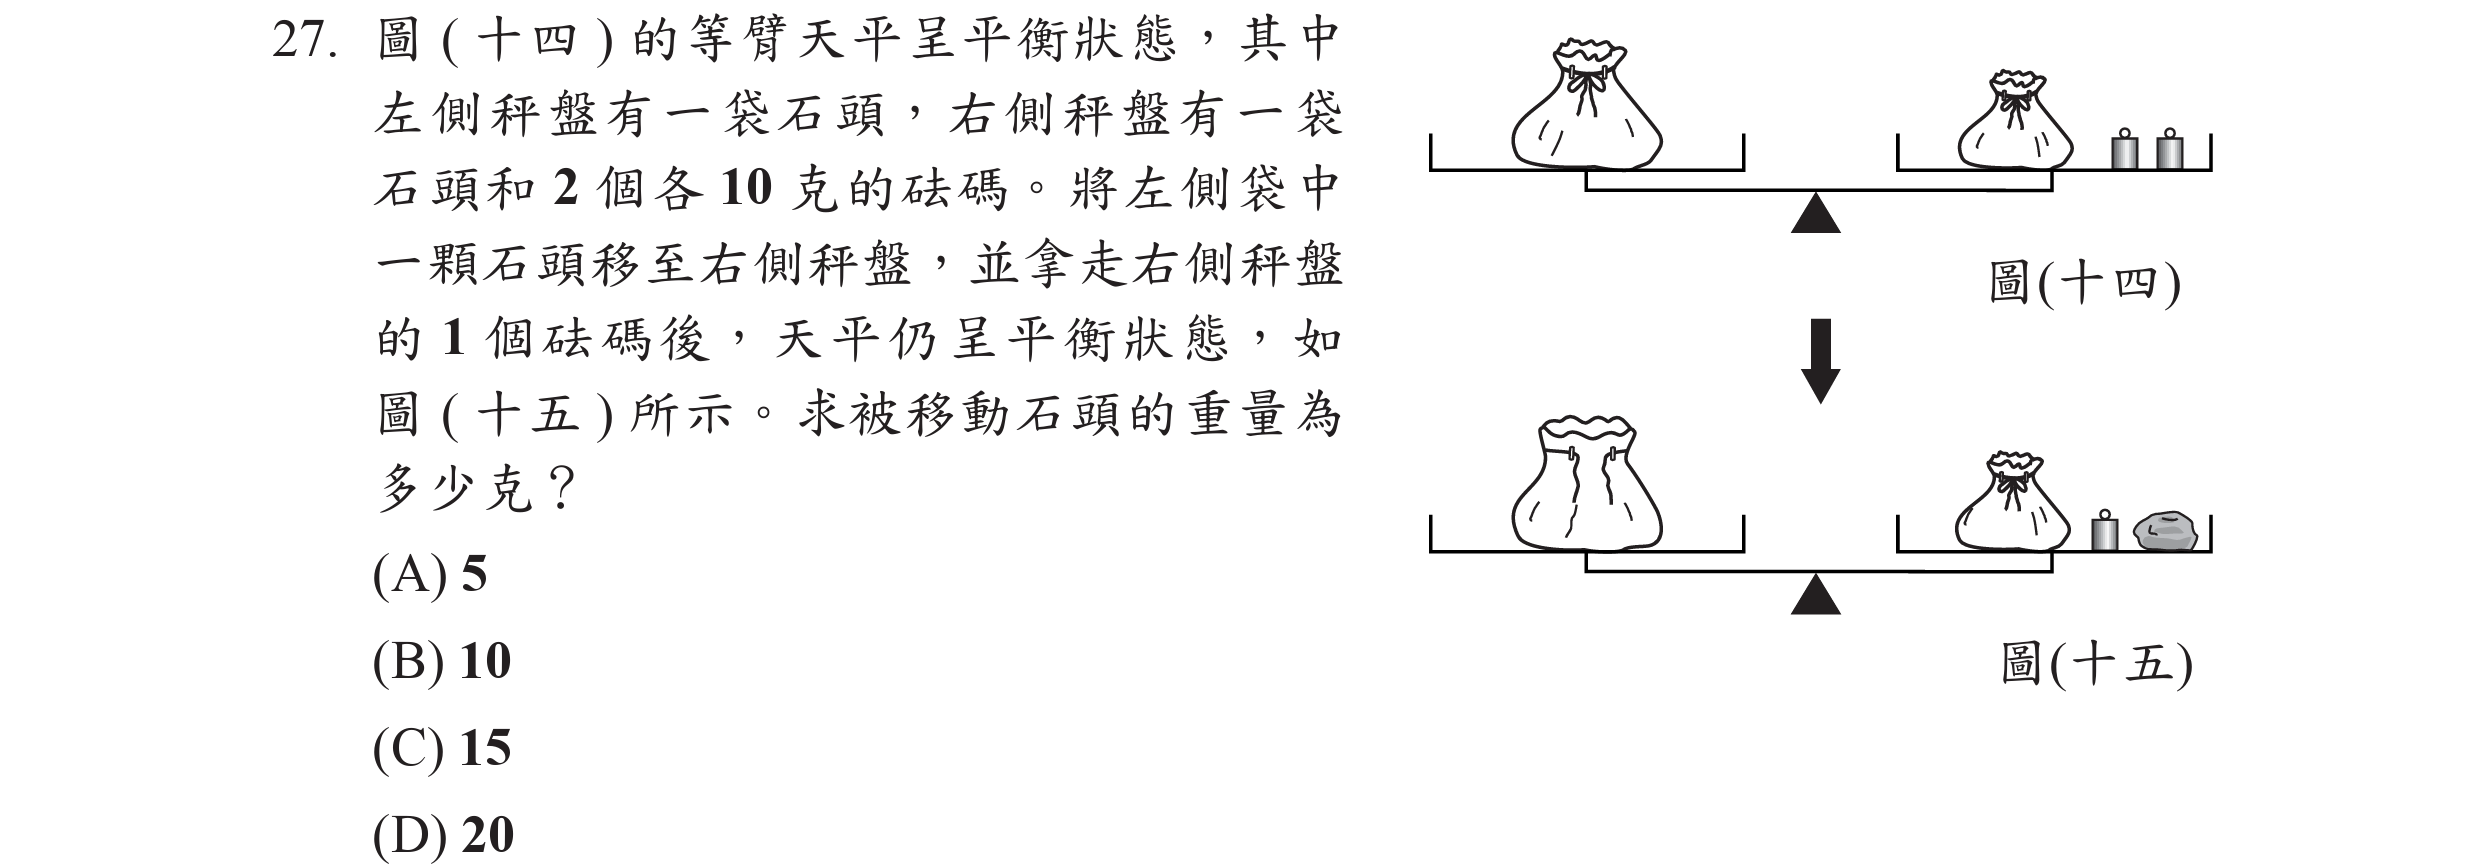 27. 圖(十四)的等臂天平呈平衡狀態，其中
左側秤盤有一袋石頭，右側秤盤有一袋
石頭和 2 個各 10 克的砝碼。將左側袋中
一顆石頭移至右側秤盤，並拿走右側秤盤
的 1 個砝碼後，天平仍呈平衡狀態，如
圖(十五)所示。求被移動石頭的重量為
多少克？
(A) 5
(B) 10
(C) 15
(D) 20
圖(十四)
圖(十五)